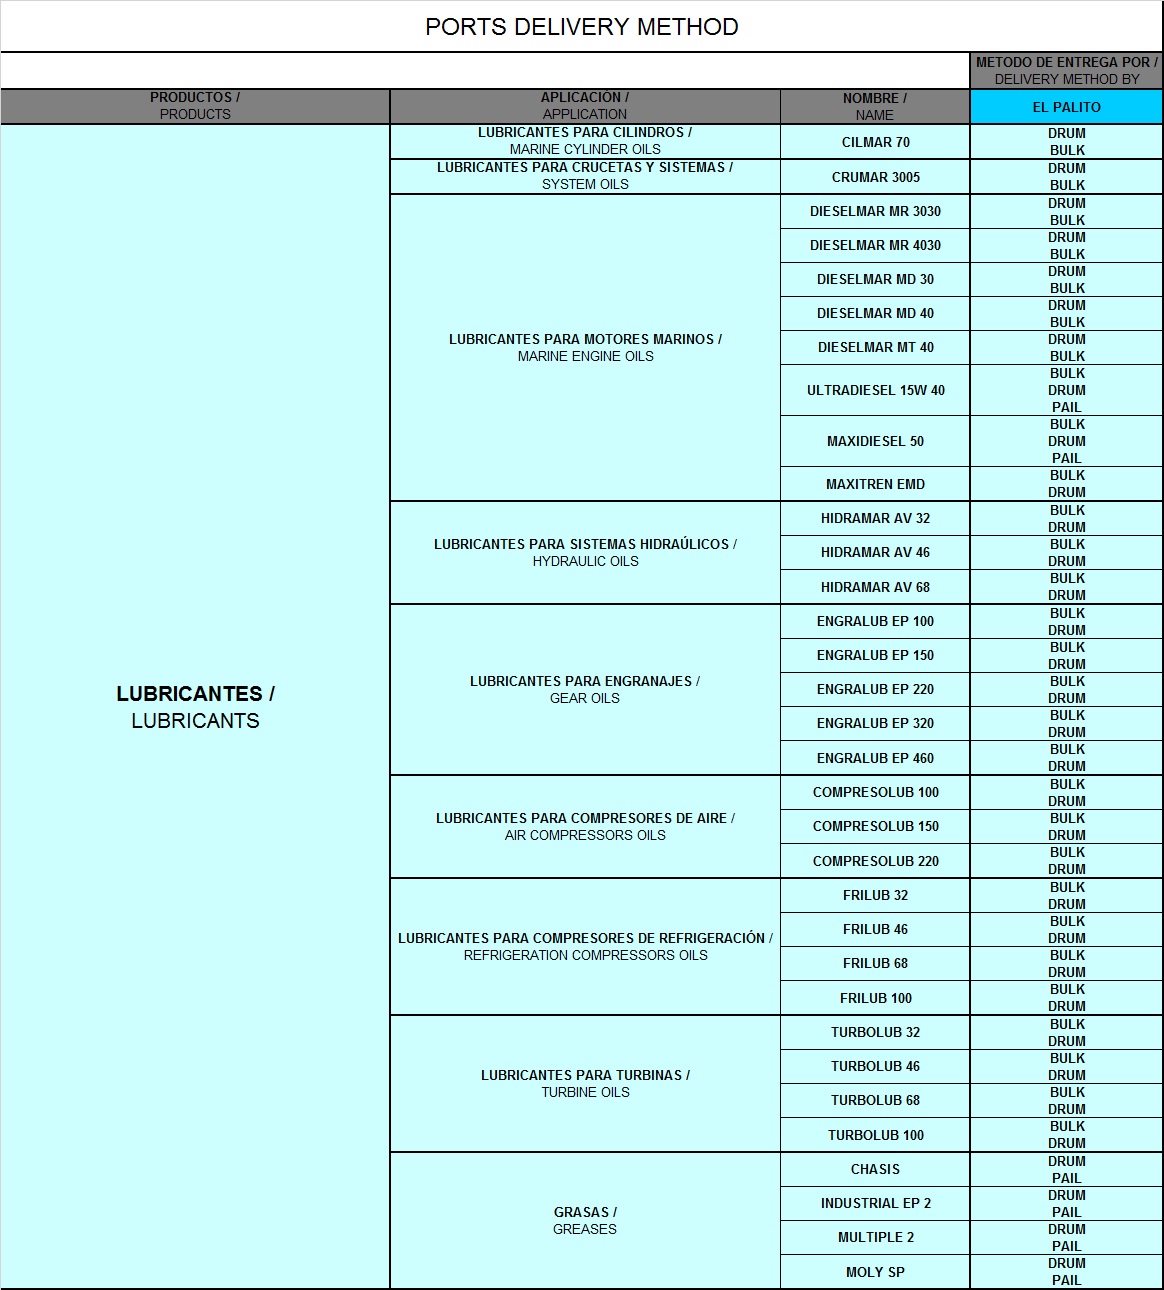 PORTS DELIVERY METHOD
METODO DE ENTREGA POR /
DELIVERY METHOD BY
PRODUCTOS /
PRODUCTS
APLICACIÓN /
APPLICATION
NOMBRE /
NAME
EL PALITO
LUBRICANTES /
LUBRICANTS
LUBRICANTES PARA CILINDROS /
MARINE CYLINDER OILS
CILMAR 70
DRUM
BULK
LUBRICANTES PARA CRUCETAS Y SISTEMAS /
SYSTEM OILS
CRUMAR 3005
DRUM
BULK
LUBRICANTES PARA MOTORES MARINOS /
MARINE ENGINE OILS
DIESELMAR MR 3030
DRUM
BULK
DIESELMAR MR 4030
DRUM
BULK
DIESELMAR MD 30
DRUM
BULK
DIESELMAR MD 40
DRUM
BULK
DIESELMAR MT 40
DRUM
BULK
ULTRADIESEL 15W 40
BULK
DRUM
PAIL
MAXIDIESEL 50
BULK
DRUM
PAIL
MAXITREN EMD
BULK
DRUM
LUBRICANTES PARA SISTEMAS HIDRAÚLICOS /
HYDRAULIC OILS
HIDRAMAR AV 32
BULK
DRUM
HIDRAMAR AV 46
BULK
DRUM
HIDRAMAR AV 68
BULK
DRUM
LUBRICANTES PARA ENGRANAJES /
GEAR OILS
ENGRALUB EP 100
BULK
DRUM
ENGRALUB EP 150
BULK
DRUM
ENGRALUB EP 220
BULK
DRUM
ENGRALUB EP 320
BULK
DRUM
ENGRALUB EP 460
BULK
DRUM
LUBRICANTES PARA COMPRESORES DE AIRE /
AIR COMPRESSORS OILS
COMPRESOLUB 100
BULK
DRUM
COMPRESOLUB 150
BULK
DRUM
COMPRESOLUB 220
BULK
DRUM
LUBRICANTES PARA COMPRESORES DE REFRIGERACIÓN /
REFRIGERATION COMPRESSORS OILS
FRILUB 32
BULK
DRUM
FRILUB 46
BULK
DRUM
FRILUB 68
BULK
DRUM
FRILUB 100
BULK
DRUM
LUBRICANTES PARA TURBINAS /
TURBINE OILS
TURBOLUB 32
BULK
DRUM
TURBOLUB 46
BULK
DRUM
TURBOLUB 68
BULK
DRUM
TURBOLUB 100
BULK
DRUM
GRASAS /
GREASES
CHASIS
DRUM
PAIL
INDUSTRIAL EP 2
DRUM
PAIL
MULTIPLE 2
DRUM
PAIL
MOLY SP
DRUM
PAIL